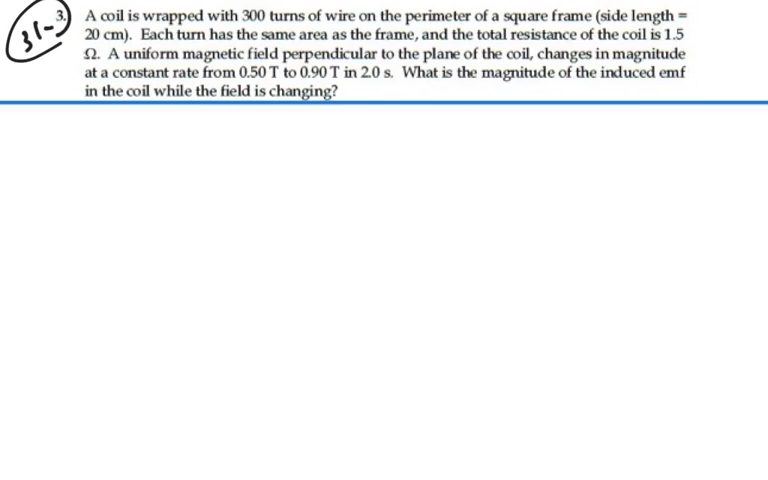 31-3
3. A coil is wrapped with 300 turns of wire on the perimeter of a square frame (side length =
20 cm). Each turn has the same area as the frame, and the total resistance of the coil is 1.5
Ω. A uniform magnetic field perpendicular to the plane of the coil, changes in magnitude
at a constant rate from 0.50 T to 0.90 T in 2.0 s. What is the magnitude of the induced emf
in the coil while the field is changing?